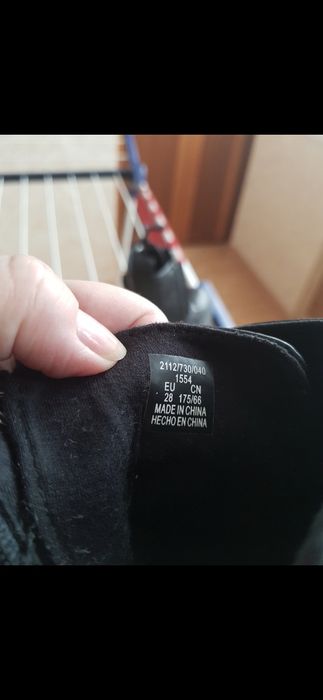 2112/730/040
1554
EU CN
28 175/66
MADE IN CHINA
HECHO EN CHINA